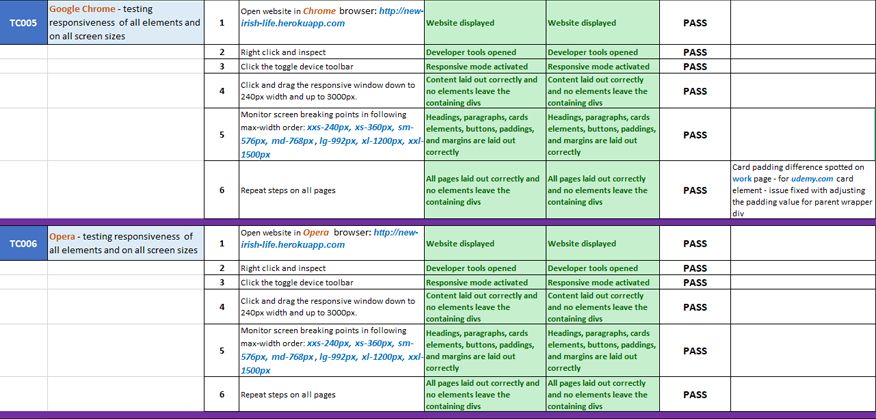 TC005
Google Chrome - testing
responsiveness of all elements and
on all screen sizes
1
Open website in Chrome browser: http://new-
irish-life.herokuapp.com
Website displayed
Website displayed
PASS
2
Right click and inspect
Developer tools opened
Developer tools opened
PASS
3
Click the toggle device toolbar
Responsive mode activated
Responsive mode activated
PASS
4
Click and drag the responsive window down to
240px width and up to 3000px.
Content laid out correctly and
no elements leave the
containing divs
Content laid out correctly
and no elements leave the
containing divs
PASS
5
Monitor screen breaking points in following
max-width order: xxs-240px, xs-360px, sm-
576px, md-768px, lg-992px, xl-1200px, xxl-
1500px
Headings, paragraphs, cards
elements, buttons, paddings,
and margins are laid out
correctly
Headings, paragraphs, cards
elements, buttons, paddings,
and margins are laid out
correctly
PASS
6
Repeat steps on all pages
All pages laid out correctly and
no elements leave the
containing divs
All pages laid out correctly
and no elements leave the
containing divs
PASS
Card padding difference spotted
on work page - for udemy.com card
element - issue fixed with adjusting
the padding value for parent wrapper
div
TC006
Opera - testing responsiveness of
all elements and on all screen sizes
1
Open website in Opera browser: http://new-
irish-life.herokuapp.com
Website displayed
Website displayed
PASS
2
Right click and inspect
Developer tools opened
Developer tools opened
PASS
3
Click the toggle device toolbar
Responsive mode activated
Responsive mode activated
PASS
4
Click and drag the responsive window down to
240px width and up to 3000px.
Content laid out correctly and
no elements leave the
containing divs
Content laid out correctly
and no elements leave the
containing divs
PASS
5
Monitor screen breaking points in following
max-width order: xxs-240px, xs-360px, sm-
576px, md-768px, lg-992px, xl-1200px, xxl-
1500px
Headings, paragraphs, cards
elements, buttons, paddings,
and margins are laid out
correctly
Headings, paragraphs, cards
elements, buttons, paddings,
and margins are laid out
correctly
PASS
6
Repeat steps on all pages
All pages laid out correctly and
no elements leave the
containing divs
All pages laid out correctly
and no elements leave the
containing divs
PASS